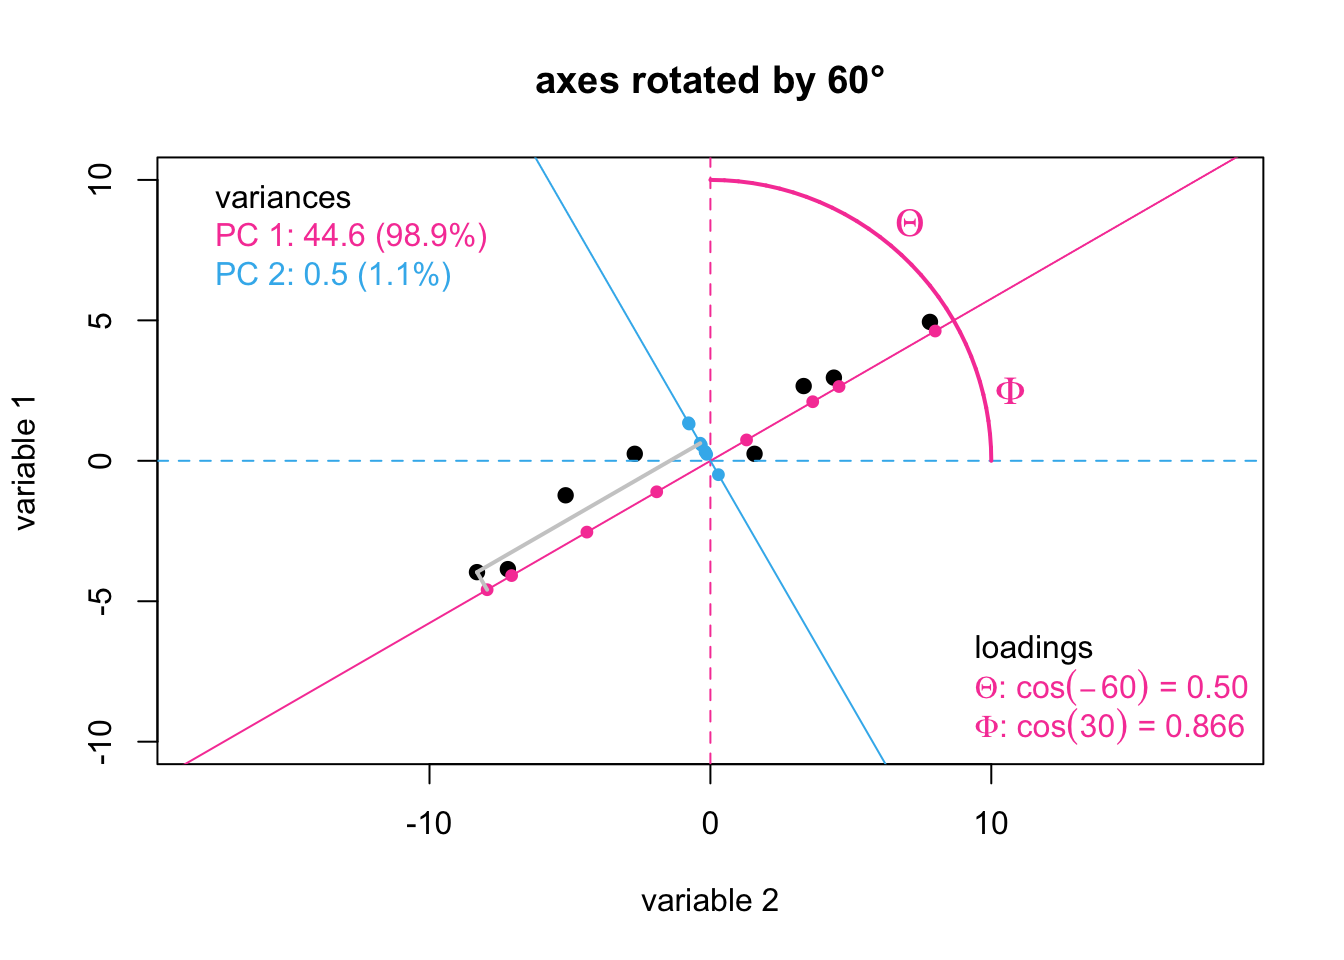 axes rotated by 60°
variances
PC 1: 44.6 (98.9%)
PC 2: 0.5 (1.1%)
Θ
Φ
loadings
Θ: cos(−60) = 0.50
Φ: cos(30) = 0.866
10
5
0
-5
-10
variable 1
-10
0
10
variable 2